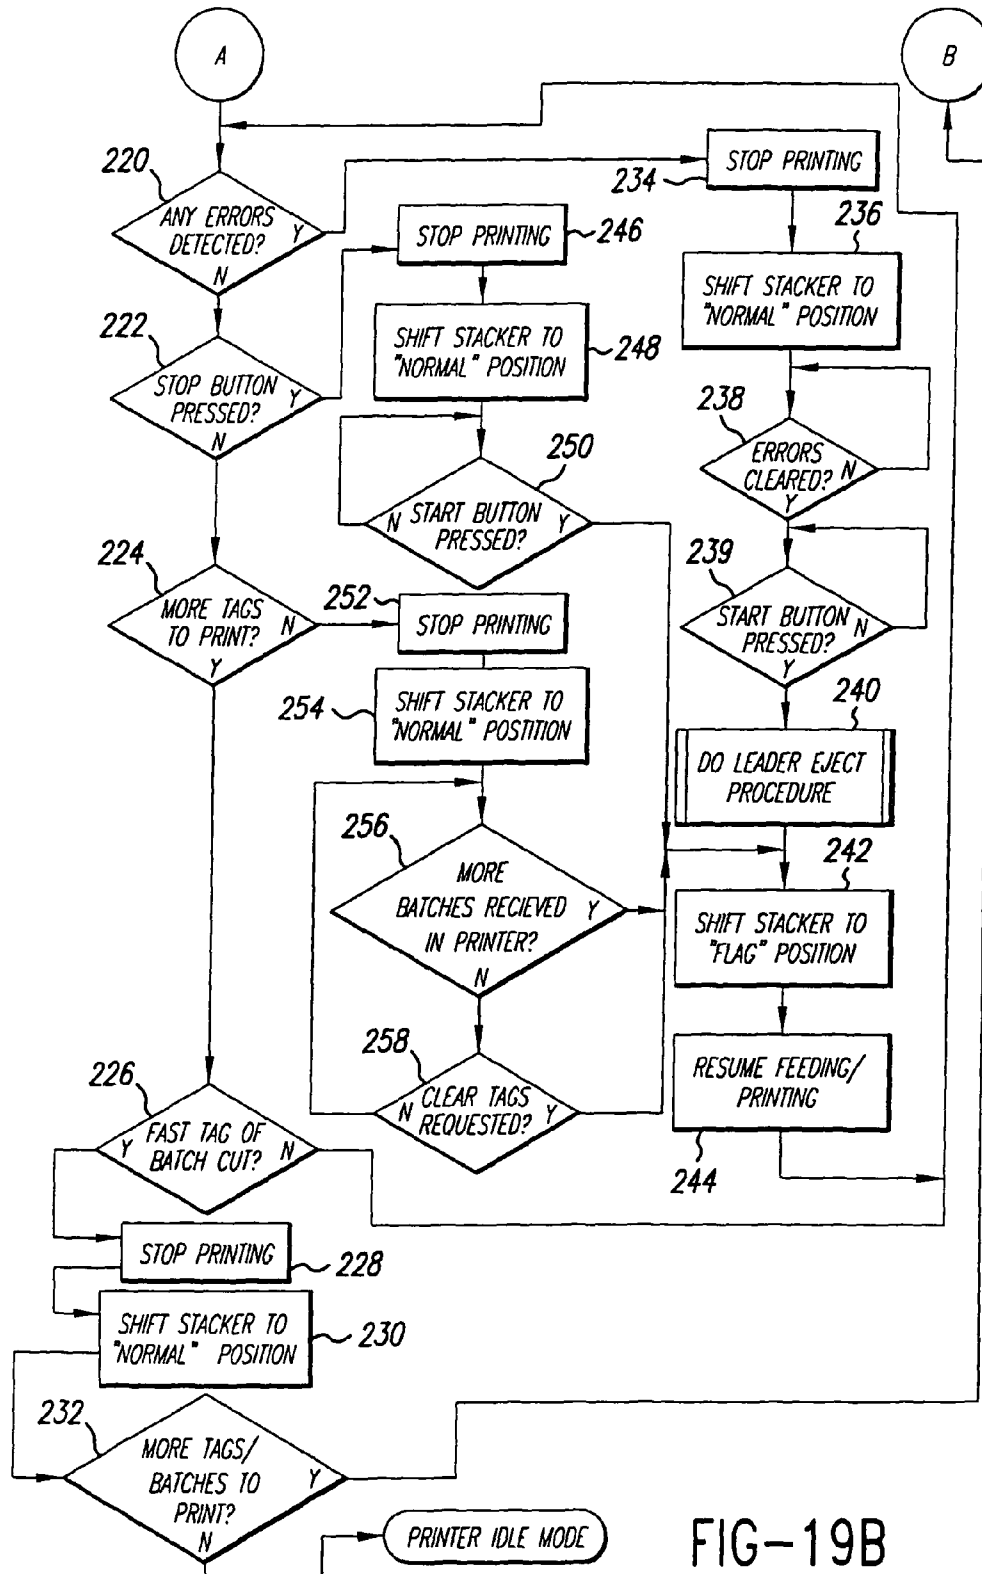 A
B
220
ANY ERRORS
DETECTED?
Y
N
STOP PRINTING
234
236
SHIFT STACKER TO
"NORMAL" POSITION
STOP PRINTING
246
SHIFT STACKER TO
"NORMAL" POSITION
248
222
STOP BUTTON
PRESSED?
Y
N
238
ERRORS
CLEARED?
N
Y
250
N
START BUTTON
PRESSED?
Y
239
START BUTTON
PRESSED?
N
Y
224
MORE TAGS
TO PRINT?
N
Y
252
STOP PRINTING
254
SHIFT STACKER TO
"NORMAL" POSTITION
240
DO LEADER EJECT
PROCEDURE
256
MORE
BATCHES RECIEVED
IN PRINTER?
Y
N
242
SHIFT STACKER TO
"FLAG" POSITION
258
N
CLEAR TAGS
REQUESTED?
Y
RESUME FEEDING/
PRINTING
244
226
Y
FAST TAG OF
BATCH CUT?
N
STOP PRINTING
228
SHIFT STACKER TO
"NORMAL" POSITION
230
232
MORE TAGS/
BATCHES TO
PRINT?
Y
N
PRINTER IDLE MODE
FIG-19B